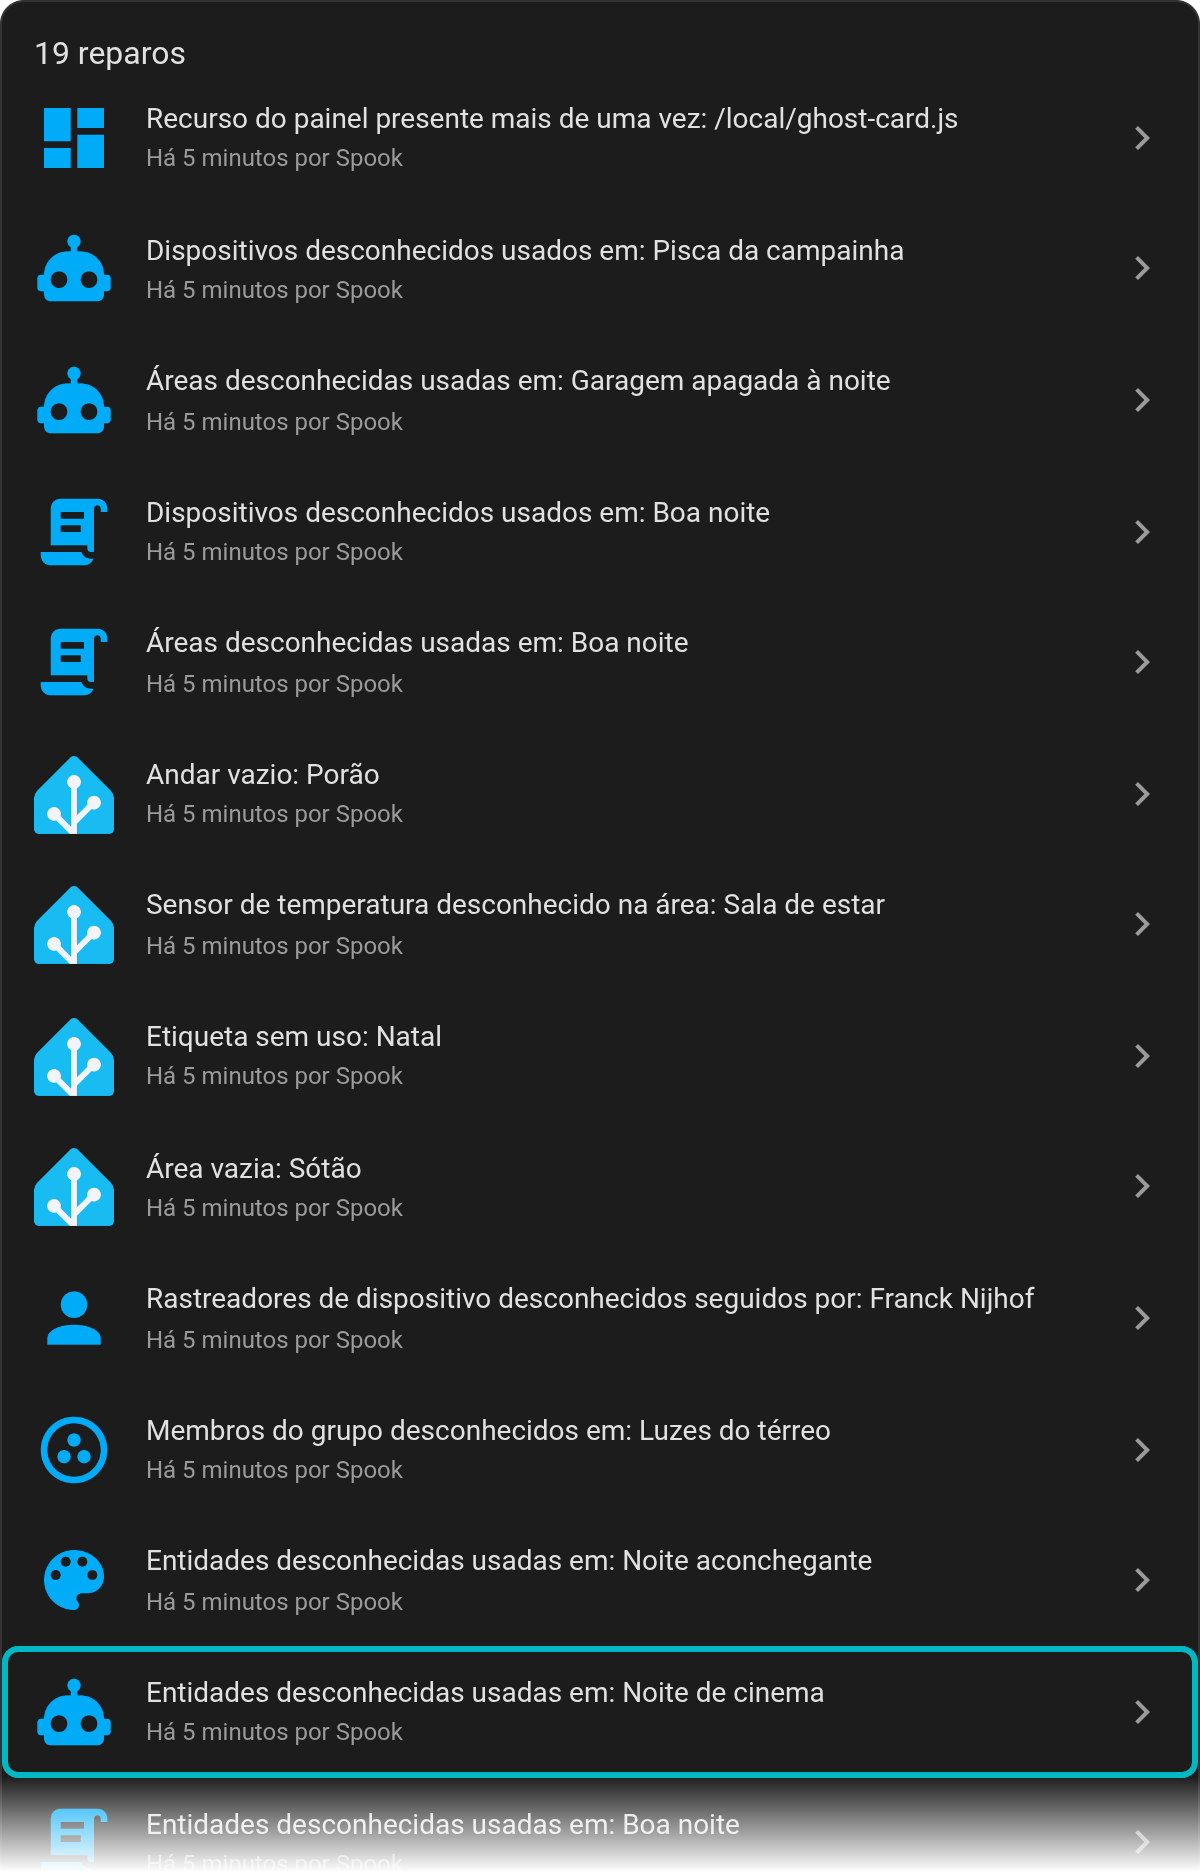 19 reparos
Recurso do painel presente mais de uma vez: /local/ghost-card.js
Há 5 minutos por Spook
Dispositivos desconhecidos usados em: Pisca da campainha
Há 5 minutos por Spook
Áreas desconhecidas usadas em: Garagem apagada à noite
Há 5 minutos por Spook
Dispositivos desconhecidos usados em: Boa noite
Há 5 minutos por Spook
Áreas desconhecidas usadas em: Boa noite
Há 5 minutos por Spook
Andar vazio: Porão
Há 5 minutos por Spook
Sensor de temperatura desconhecido na área: Sala de estar
Há 5 minutos por Spook
Etiqueta sem uso: Natal
Há 5 minutos por Spook
Área vazia: Sótão
Há 5 minutos por Spook
Rastreadores de dispositivo desconhecidos seguidos por: Franck Nijhof
Há 5 minutos por Spook
Membros do grupo desconhecidos em: Luzes do térreo
Há 5 minutos por Spook
Entidades desconhecidas usadas em: Noite aconchegante
Há 5 minutos por Spook
Entidades desconhecidas usadas em: Noite de cinema
Há 5 minutos por Spook
Entidades desconhecidas usadas em: Boa noite
Há 5 minutos por Spook